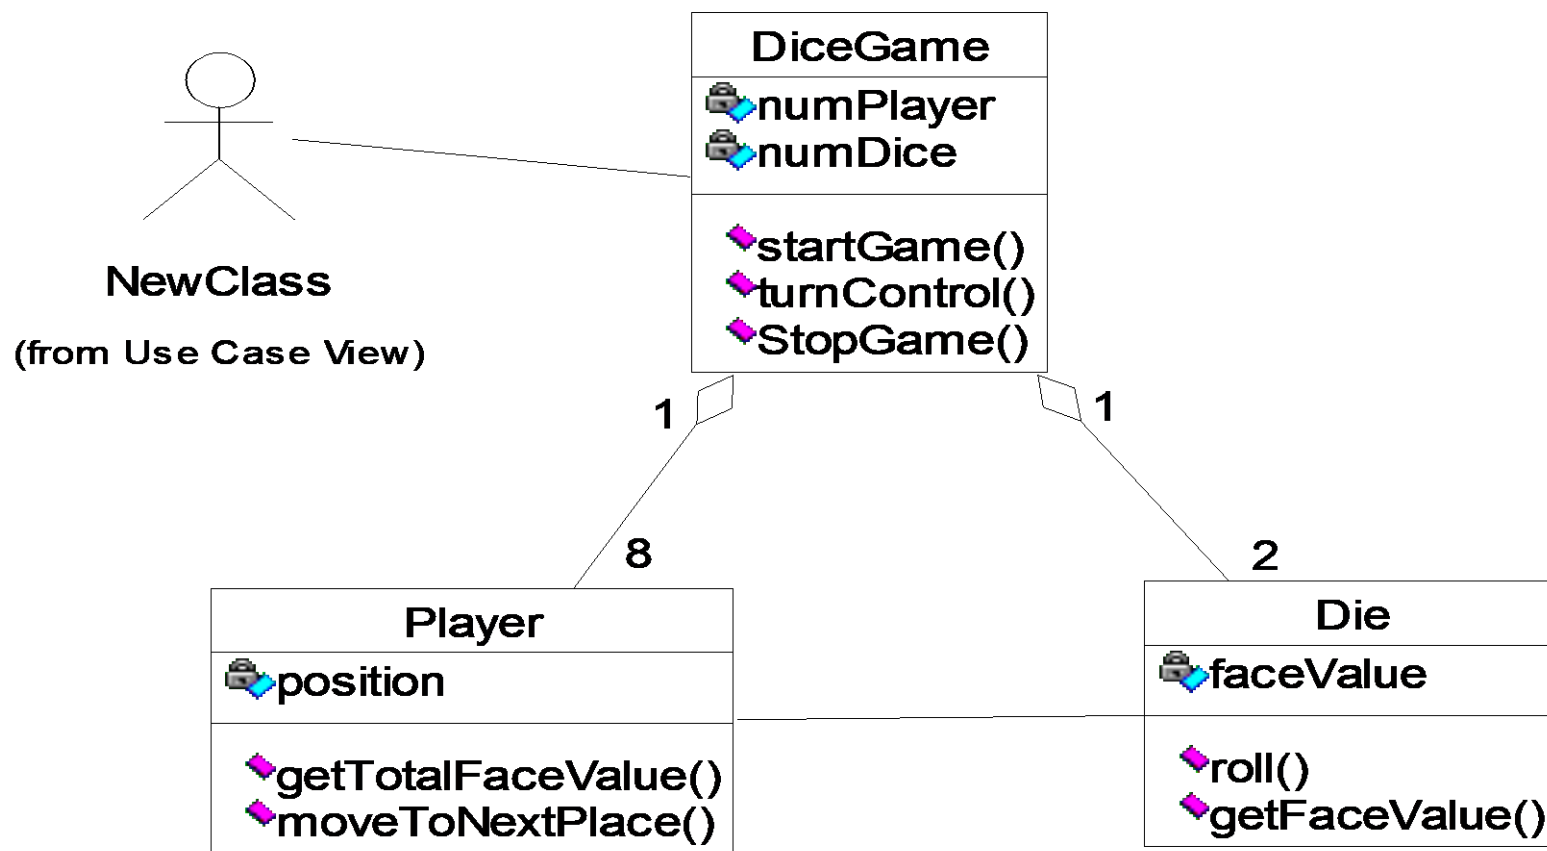 DiceGame
numPlayer
numDice
startGame()
turnControl()
StopGame()
NewClass
(from Use Case View)
1
1
8
2
Player
position
getTotalFaceValue()
moveToNextPlace()
Die
faceValue
roll()
getFaceValue()